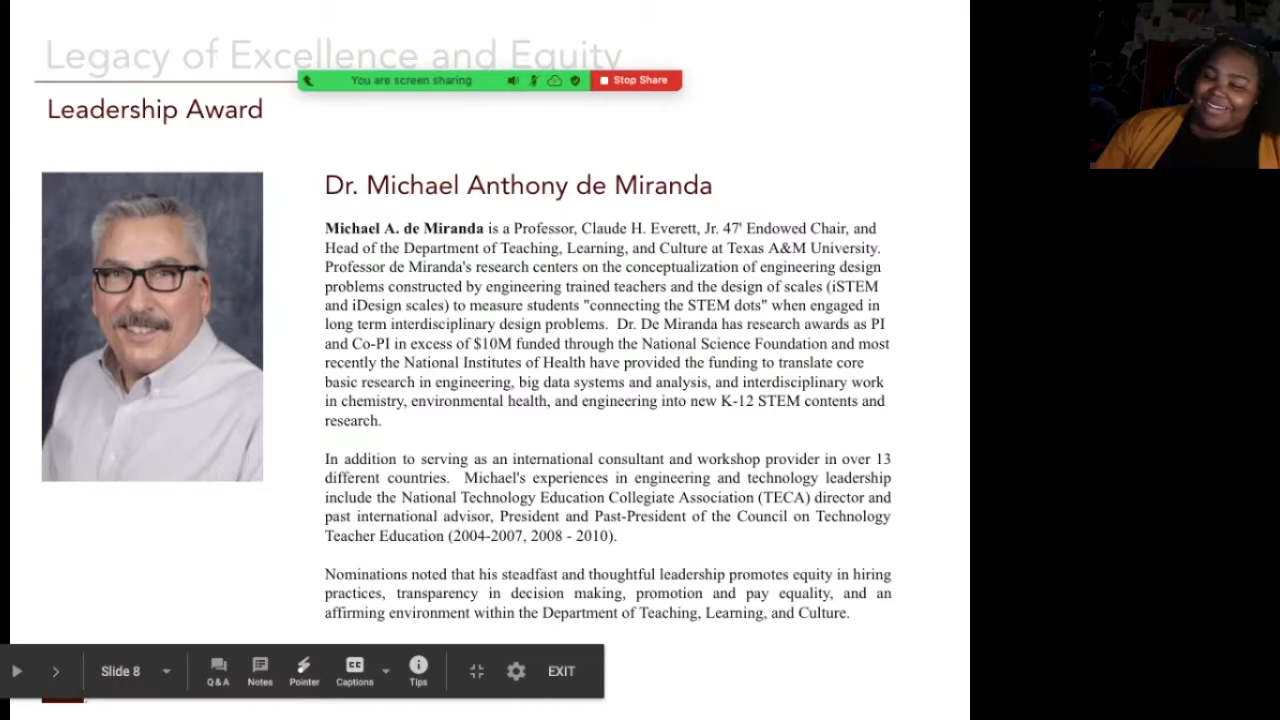 Legacy of Excellence and Equity
You are screen sharing
Stop Share
Leadership Award
Dr. Michael Anthony de Miranda
Michael A. de Miranda is a Professor, Claude H. Everett, Jr. 47' Endowed Chair, and
Head of the Department of Teaching, Learning, and Culture at Texas A&M University.
Professor de Miranda's research centers on the conceptualization of engineering design
problems constructed by engineering trained teachers and the design of scales (iSTEM
and iDesign scales) to measure students "connecting the STEM dots" when engaged in
long term interdisciplinary design problems. Dr. De Miranda has research awards as PI
and Co-PI in excess of $10M funded through the National Science Foundation and most
recently the National Institutes of Health have provided the funding to translate core
basic research in engineering, big data systems and analysis, and interdisciplinary work
in chemistry, environmental health, and engineering into new K-12 STEM contents and
research.
In addition to serving as an international consultant and workshop provider in over 13
different countries. Michael's experiences in engineering and technology leadership
include the National Technology Education Collegiate Association (TECA) director and
past international advisor, President and Past-President of the Council on Technology
Teacher Education (2004-2007, 2008 - 2010).
Nominations noted that his steadfast and thoughtful leadership promotes equity in hiring
practices, transparency in decision making, promotion and pay equality, and an
affirming environment within the Department of Teaching, Learning, and Culture.
Slide 8
Q&A
Notes
Pointer
CC
Captions
Tips
EXIT